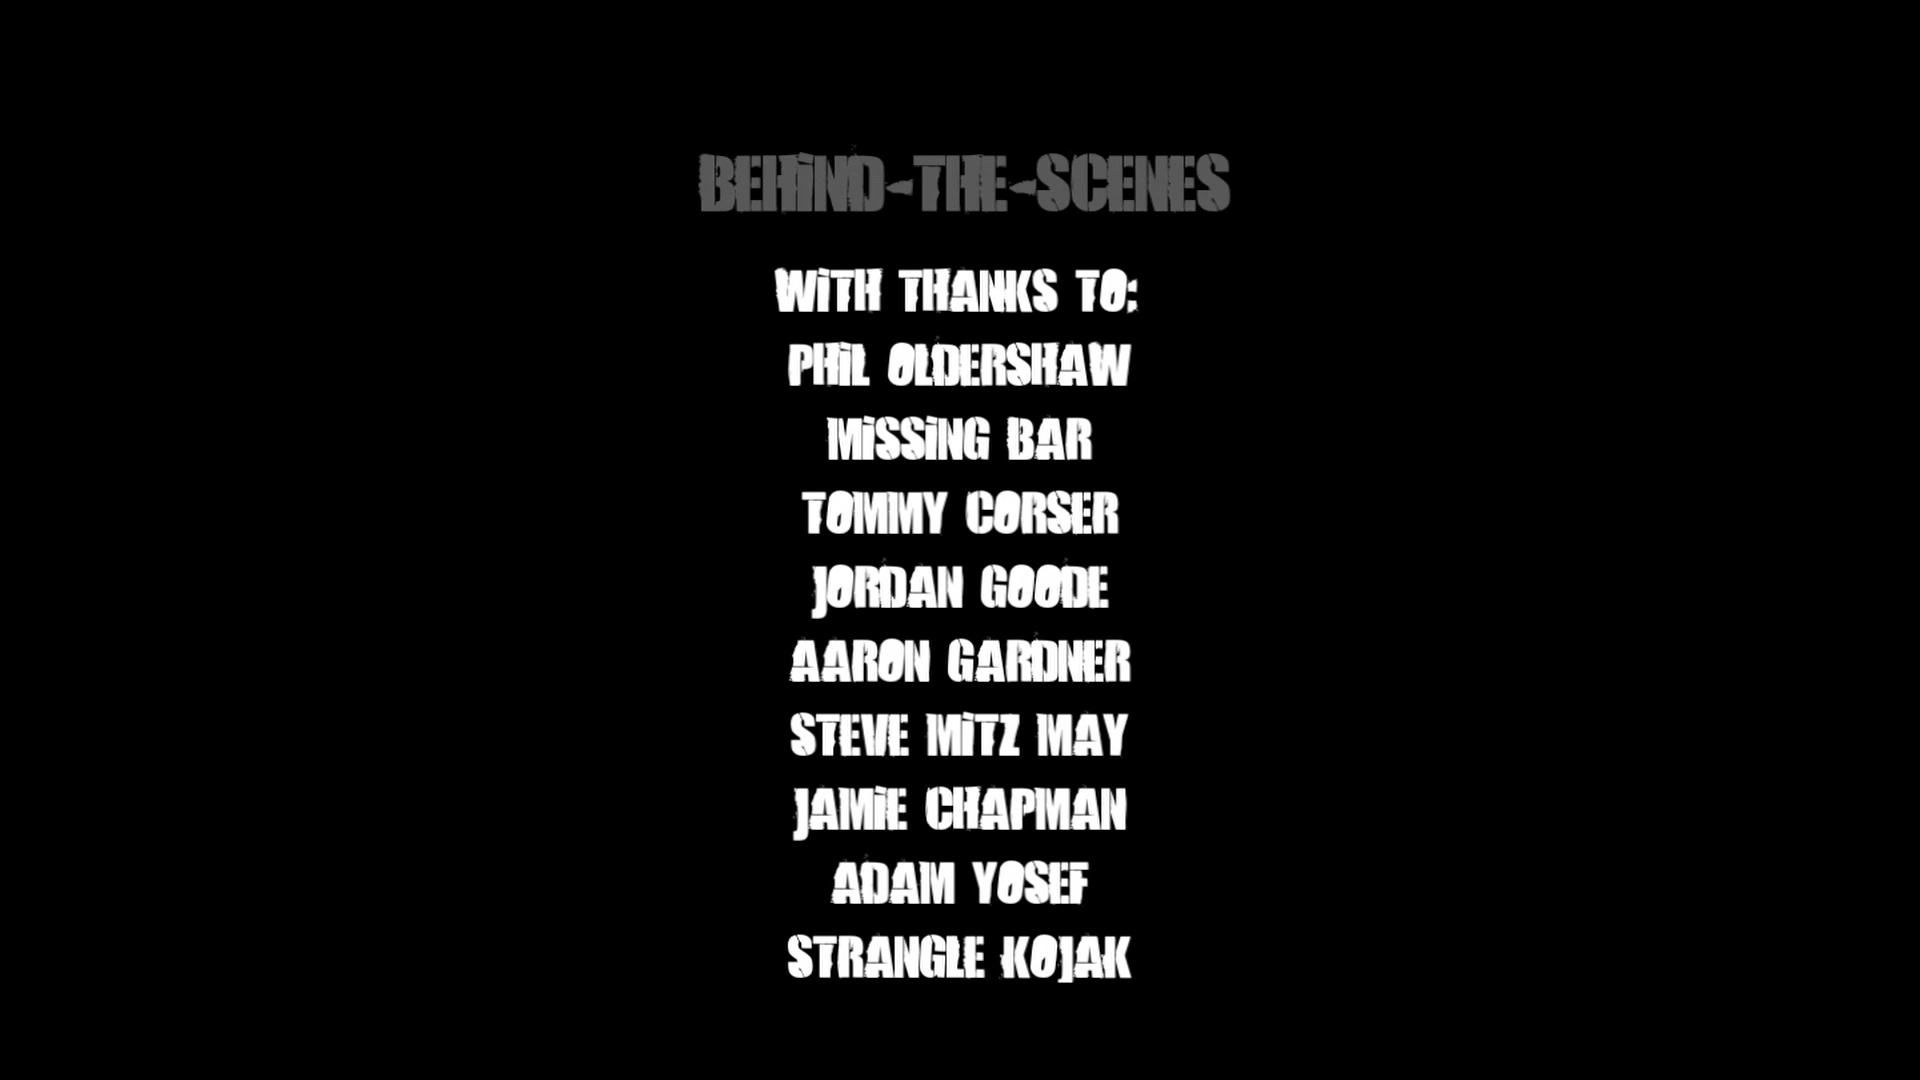 BEHiND-THE-SCENES
WiTH THANKS TO:
PHiL OLDERSHAW
MiSSiNG BAR
TOMMY CORSER
JORDAN GOODE
AARON GARDNER
STEVE MiTZ MAY
JAMiE CHAPMAN
ADAM YOSEF
STRANGLE KOJAK